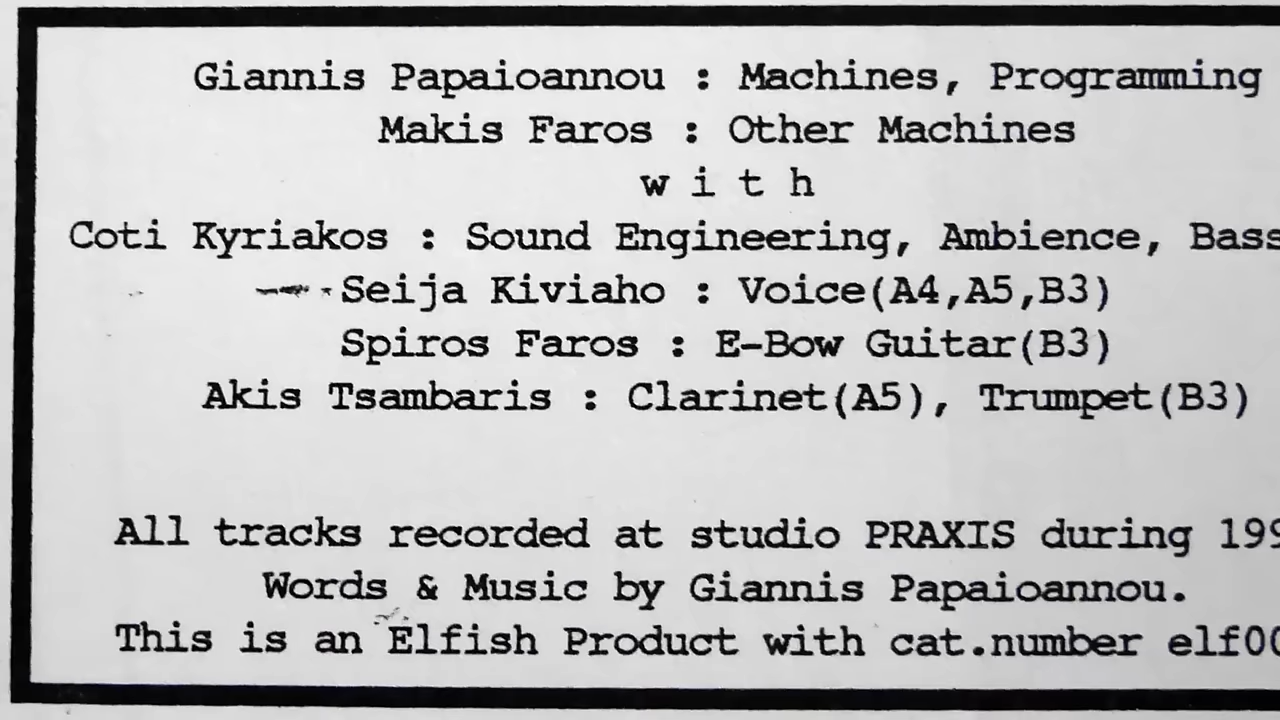 Giannis Papaioannou : Machines, Programming
Makis Faros : Other Machines
w i t h
Coti Kyriakos : Sound Engineering, Ambience, Bass
Seija Kiviaho : Voice(A4,A5,B3)
Spiros Faros : E-Bow Guitar(B3)
Akis Tsambaris : Clarinet(A5), Trumpet(B3)
All tracks recorded at studio PRAXIS during
Words & Music by Giannis Papaioannou.
This is an Elfish Product with cat.number